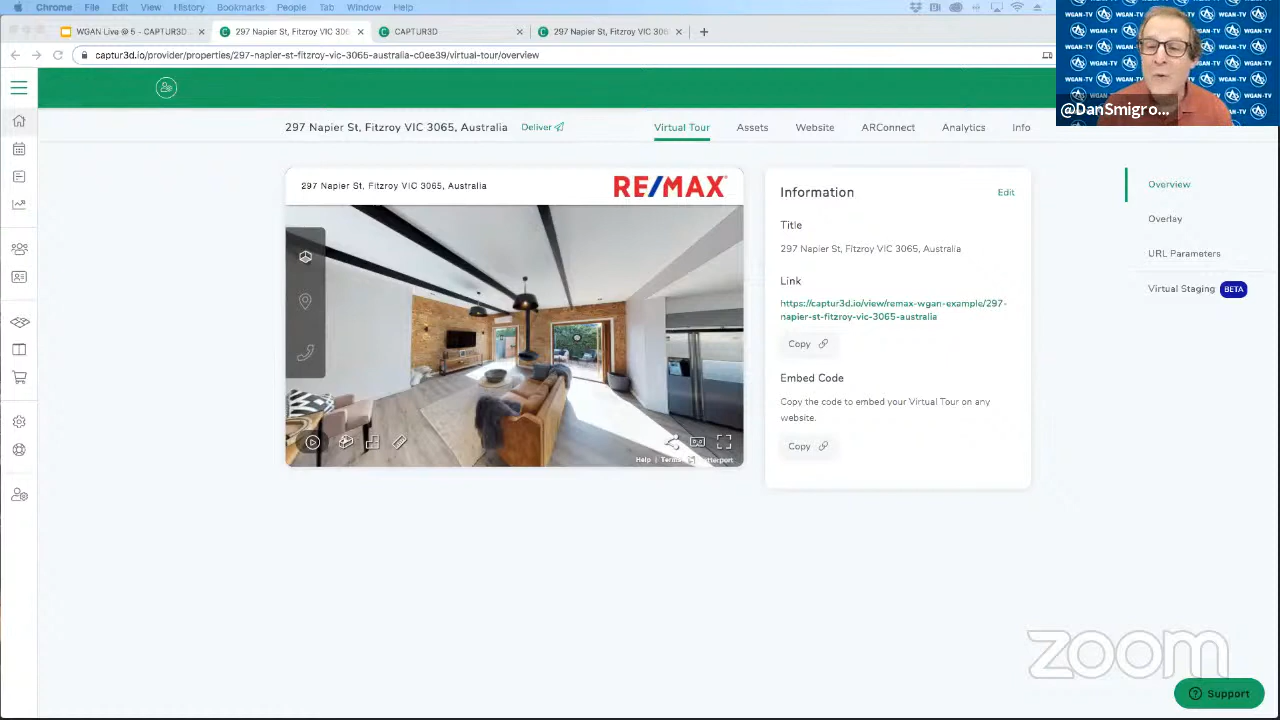 Chrome File Edit View History Bookmarks People Tab Window Help
WGAN Live @ 5 - CAPTUR3D
297 Napier St, Fitzroy VIC 306
CAPTUR3D
297 Napier St, Fitzroy VIC 306
captur3d.io/provider/properties/297-napier-st-fitzroy-vic-3065-australia-c0ee39/virtual-tour/overview
WGAN-TV
@DanSmigro...
297 Napier St, Fitzroy VIC 3065, Australia
Deliver
Virtual Tour
Assets
Website
ARConnect
Analytics
Info
297 Napier St, Fitzroy VIC 3065, Australia
RE/MAX
Information
Edit
Title
297 Napier St, Fitzroy VIC 3065, Australia
Link
https://captur3d.io/view/remax-wgan-example/297-
napier-st-fitzroy-vic-3065-australia
Copy
Embed Code
Copy the code to embed your Virtual Tour on any
website.
Copy
Help | Terms
Overview
Overlay
URL Parameters
Virtual Staging BETA
zoom
Support